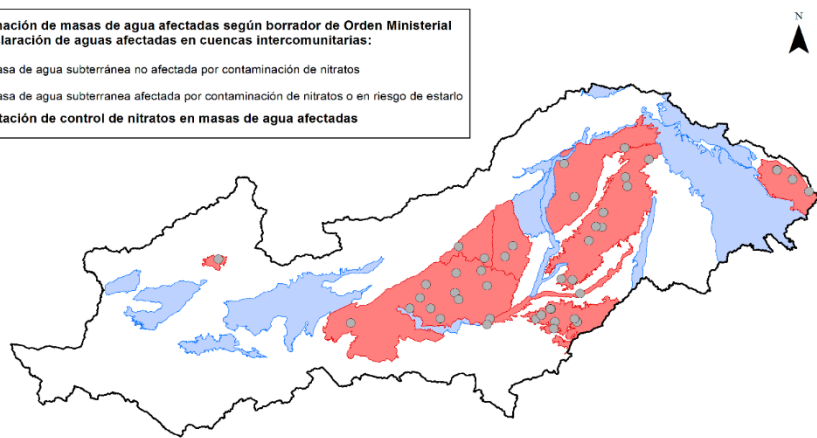 nación de masas de agua afectadas según borrador de Orden Ministerial
laración de aguas afectadas en cuencas intercomunitarias:
asa de agua subterránea no afectada por contaminación de nitratos
asa de agua subterranea afectada por contaminación de nitratos o en riesgo de estarlo
tación de control de nitratos en masas de agua afectadas
N